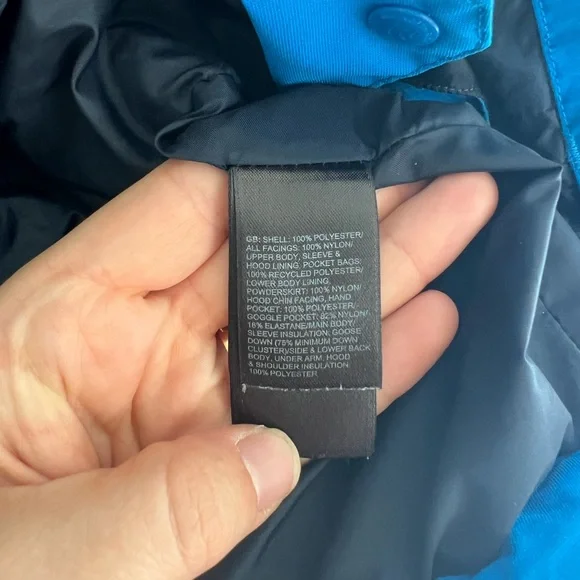 GB: SHELL: 100% POLYESTER/
ALL FACINGS: 100% NYLON/
UPPER BODY, SLEEVE &
HOOD LINING, POCKET BAGS:
100% RECYCLED POLYESTER/
LOWER BODY LINING,
POWDERSKIRT: 100% NYLON/
HOOD CHIN FACING, HAND
POCKET: 100% POLYESTER/
GOGGLE POCKET: 82% NYLON/
18% ELASTANE/MAIN BODY/
SLEEVE INSULATION: GOOSE
DOWN (75% MINIMUM DOWN
CLUSTER)/SIDE & LOWER BACK
BODY, UNDER ARM, HOOD
& SHOULDER INSULATION:
100% POLYESTER